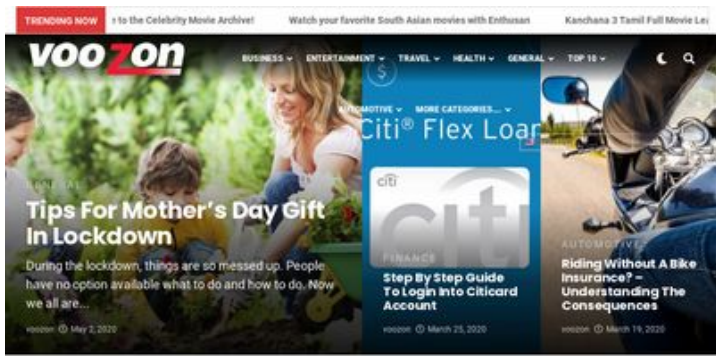 TRENDING NOW
to the Celebrity Movie Archive!
Watch your favorite South Asian movies with Enthusan
Kanchana 3 Tamil Full Movie
voozon
BUSINESS
ENTERTAINMENT
TRAVEL
HEALTH
GENERAL
TOP 10
AUTOMOTIVE
MORE CATEGORIES...
$
Citi® Flex Loan
citi
citi
GENERAL
Tips For Mother's Day Gift
In Lockdown
During the lockdown, things are so messed up. People
have no option available what to do and how to do. Now
we all are...
voozon May 2, 2020
FINANCE
Step By Step Guide
To Login Into Citicard
Account
voozon March 25, 2020
AUTOMOTIVE
Riding Without A Bike
Insurance? –
Understanding The
Consequences
voozon March 19, 2020